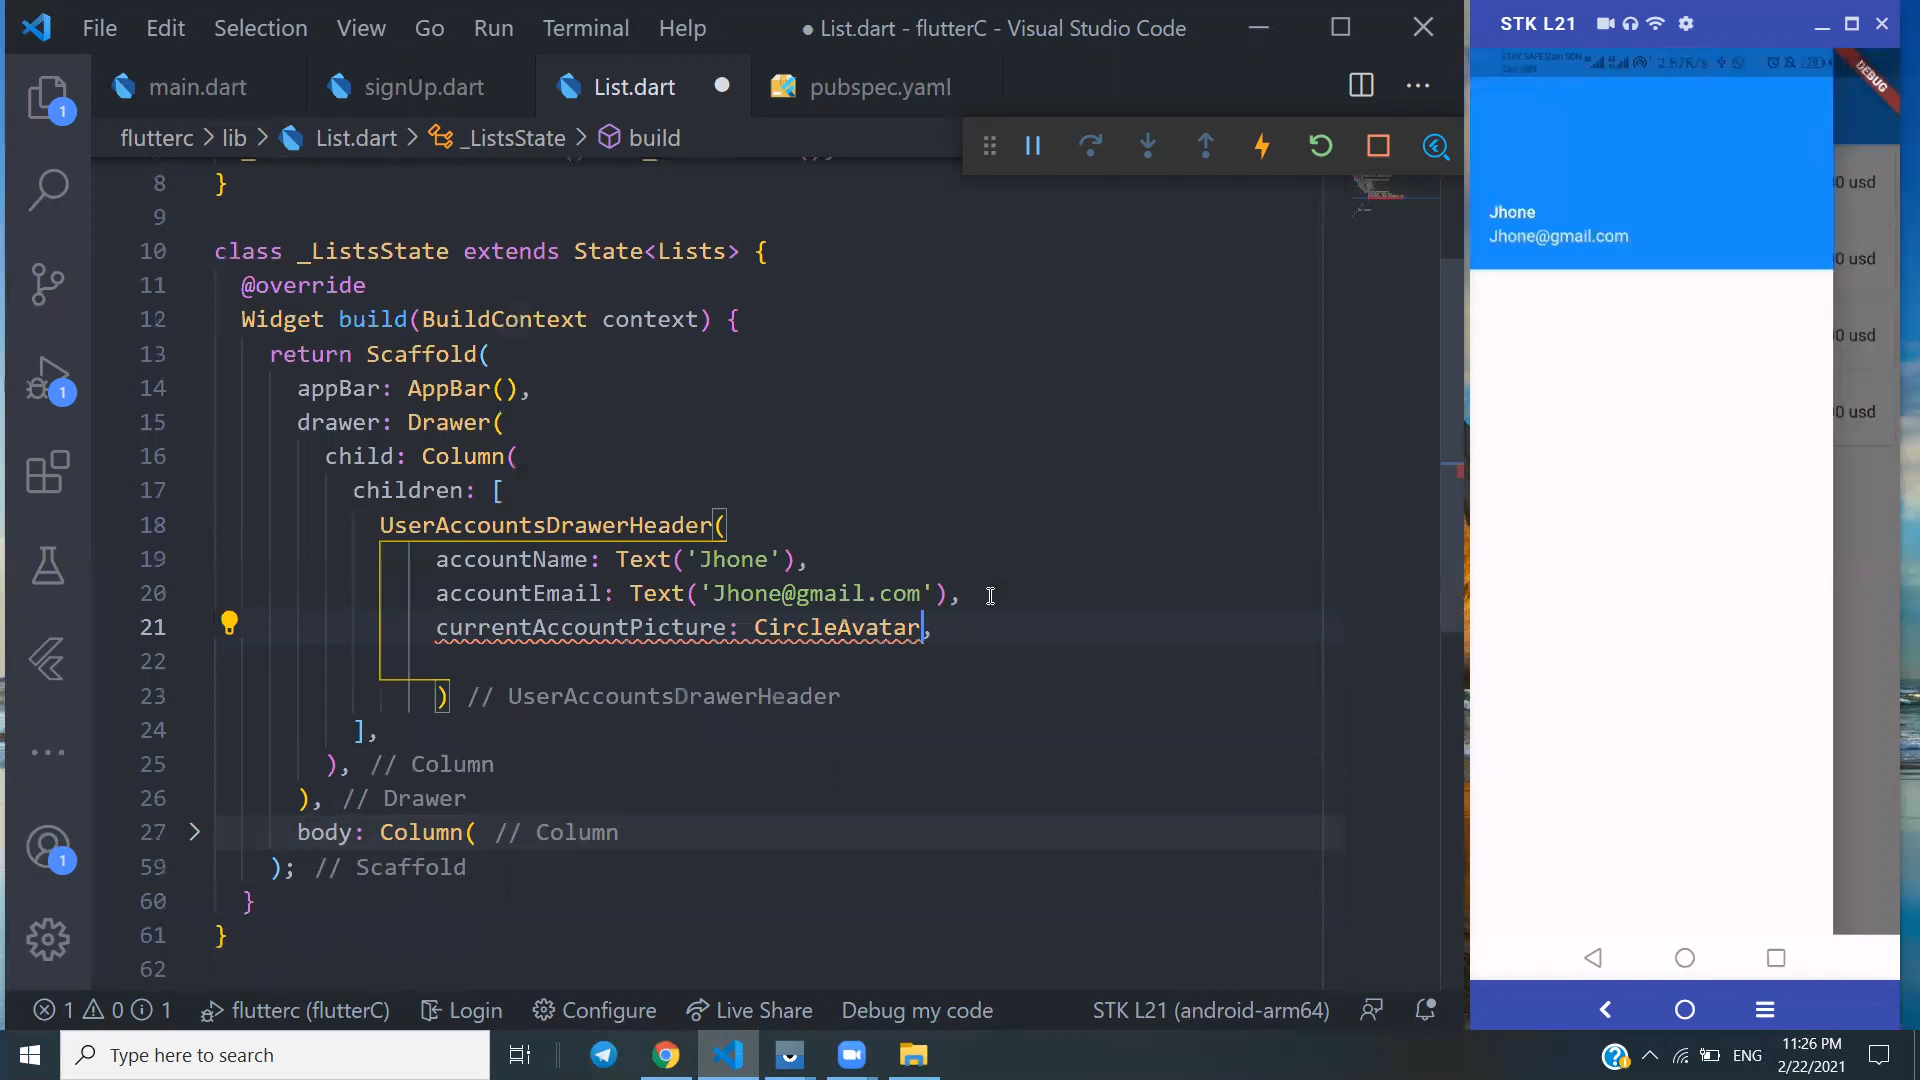 File Edit Selection View Go Run Terminal Help ● List.dart - flutterC - Visual Studio Code
main.dart signUp.dart List.dart pubspec.yaml
flutterc > lib > List.dart > _ListsState > build
8 }
9
10 class _ListsState extends State<Lists> {
11 @override
12 Widget build(BuildContext context) {
13 return Scaffold(
14 appBar: AppBar(),
15 drawer: Drawer(
16 child: Column(
17 children: [
18 UserAccountsDrawerHeader(
19 accountName: Text('Jhone'),
20 accountEmail: Text('Jhone@gmail.com'),
21 currentAccountPicture: CircleAvatar,
22
23 ) // UserAccountsDrawerHeader
24 ],
25 ), // Column
26 ), // Drawer
27 body: Column( // Column
59 ); // Scaffold
60 }
61 }
62
1
1
1
1 0 1 flutterc (flutterC) Login Configure Live Share Debug my code STK L21 (android-arm64)
STK L21
2.57K/s 28
DEBUG
Jhone
Jhone@gmail.com
0 usd
0 usd
0 usd
0 usd
Type here to search
ENG
11:26 PM
2/22/2021